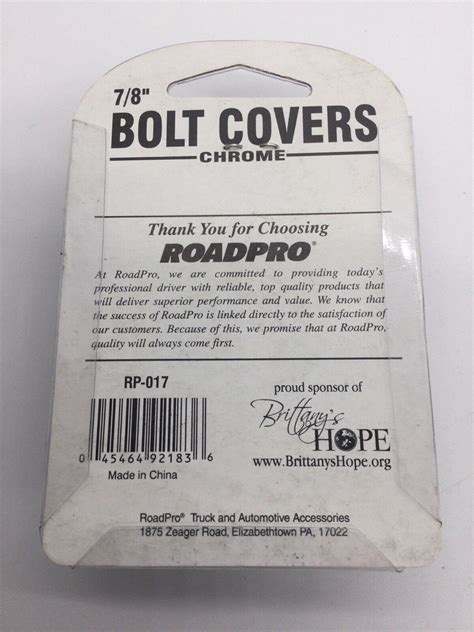 7/8"
BOLT COVERS
CHROME
Thank You for Choosing
ROADPRO®
At RoadPro, we are committed to providing today's
professional driver with reliable, top quality products that
will deliver superior performance and value. We know that
the success of RoadPro is linked directly to the satisfaction of
our customers. Because of this, we promise that at RoadPro,
quality will always come first.
RP-017
0 45464 92183 6
Made in China
proud sponsor of
Brittany's
HOPE
www.BrittanysHope.org
RoadPro® Truck and Automotive Accessories
1875 Zeager Road, Elizabethtown PA, 17022